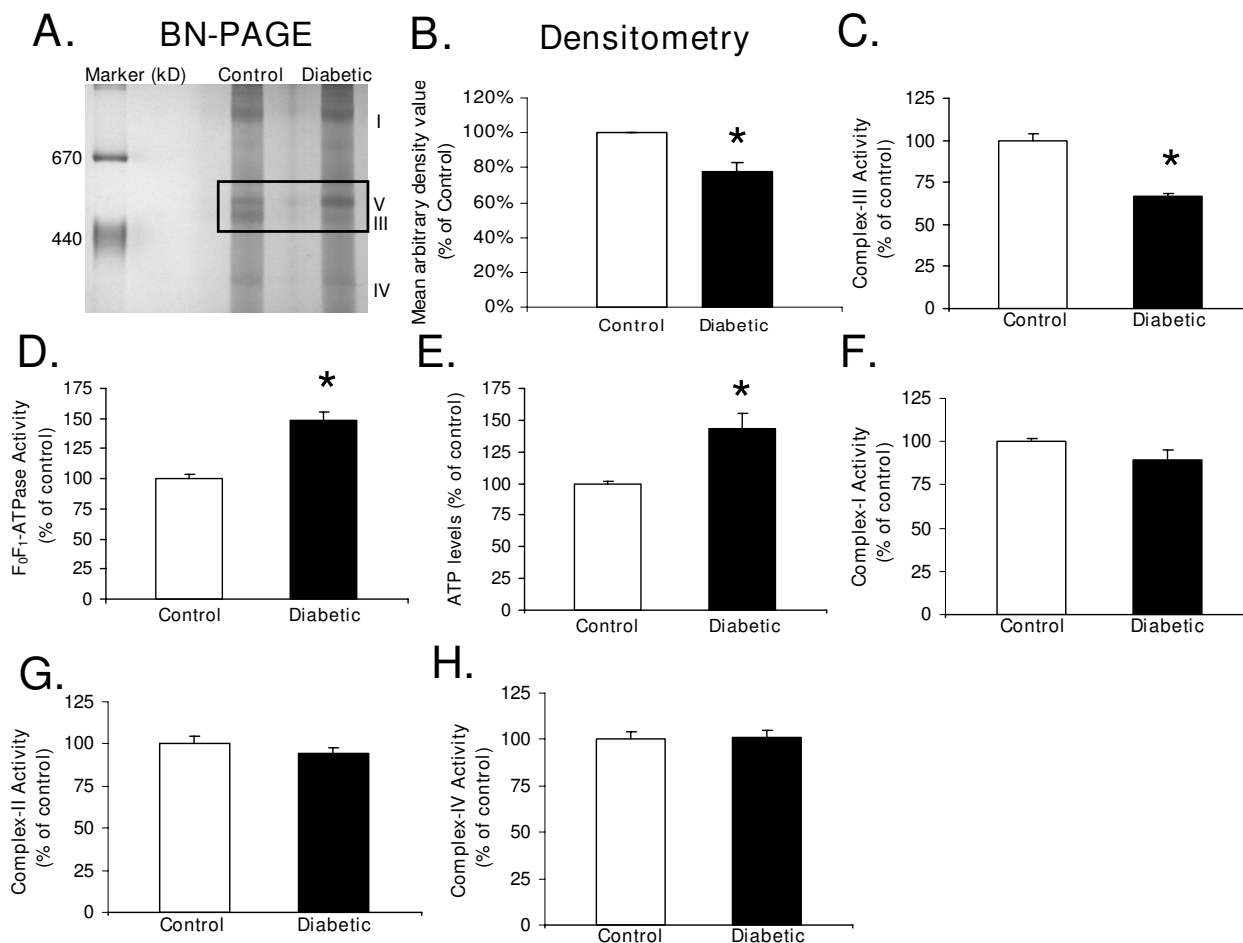 A. BN-PAGE
Marker (kD) Control Diabetic
I
670
V
III
440
IV
B. Densitometry
Mean arbitrary density value
(% of Control)
120%
100%
80%
60%
40%
20%
0%
*
Control Diabetic
C.
Complex-III Activity
(% of control)
125
100
75
50
25
0
*
Control Diabetic
D.
F₀F₁-ATPase Activity
(% of control)
175
150
125
100
75
50
25
0
*
Control Diabetic
E.
ATP levels (% of control)
175
150
125
100
75
50
25
0
*
Control Diabetic
F.
Complex-I Activity
(% of control)
125
100
75
50
25
0
Control Diabetic
G.
Complex-II Activity
(% of control)
125
100
75
50
25
0
Control Diabetic
H.
Complex-IV Activity
(% of control)
125
100
75
50
25
0
Control Diabetic